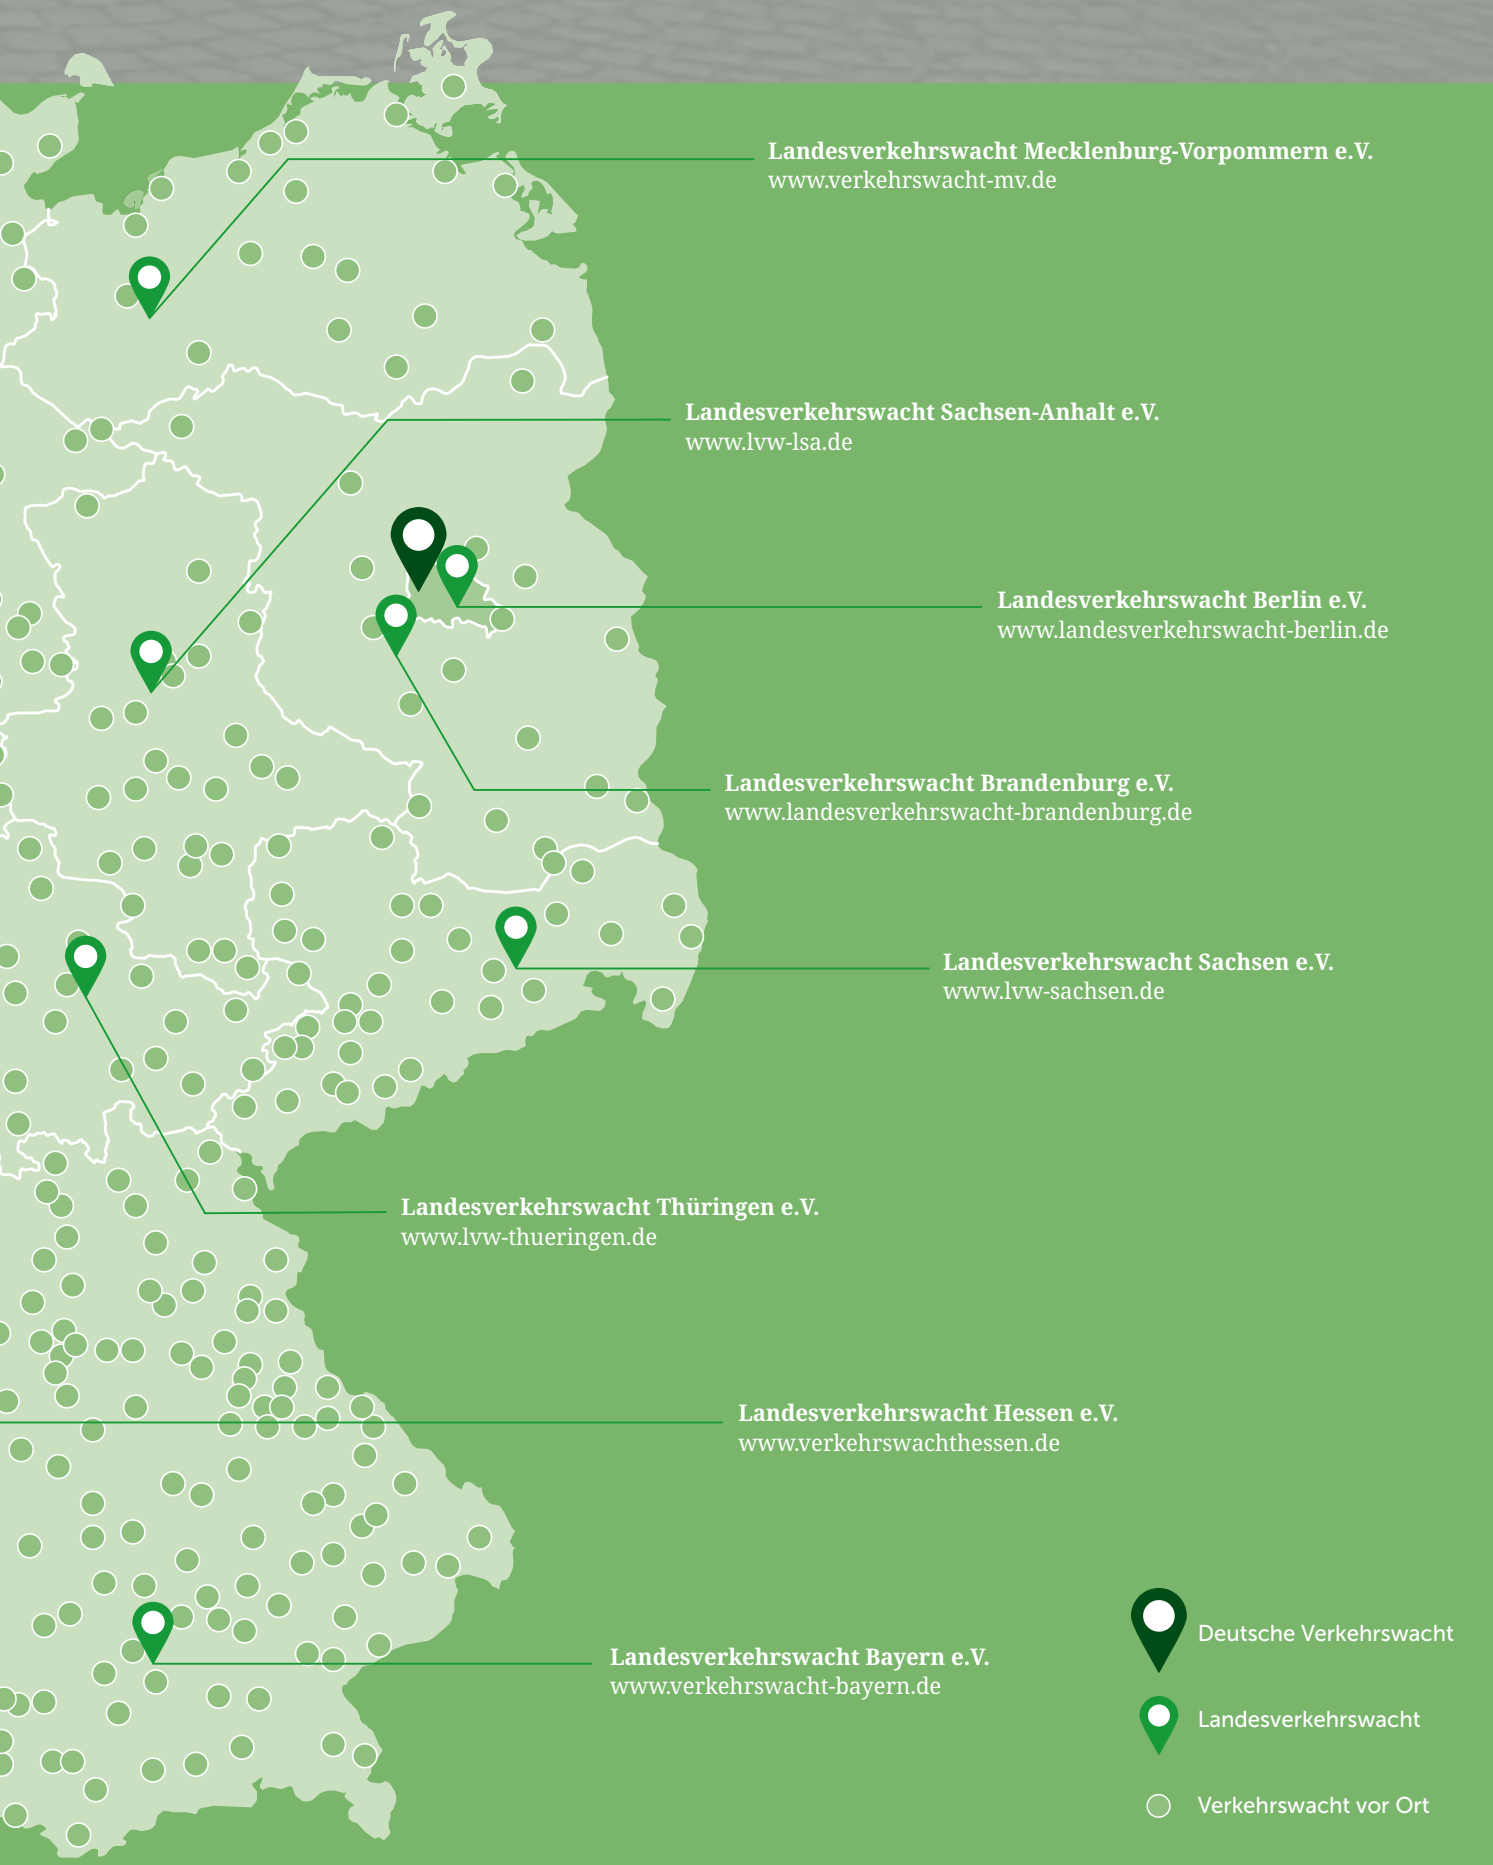 Landesverkehrswacht Mecklenburg-Vorpommern e.V.
www.verkehrswacht-mv.de
Landesverkehrswacht Sachsen-Anhalt e.V.
www.lvw-lsa.de
Landesverkehrswacht Berlin e.V.
www.landesverkehrswacht-berlin.de
Landesverkehrswacht Brandenburg e.V.
www.landesverkehrswacht-brandenburg.de
Landesverkehrswacht Sachsen e.V.
www.lvw-sachsen.de
Landesverkehrswacht Thüringen e.V.
www.lvw-thueringen.de
Landesverkehrswacht Hessen e.V.
www.verkehrswachthessen.de
Landesverkehrswacht Bayern e.V.
www.verkehrswacht-bayern.de
Deutsche Verkehrswacht
Landesverkehrswacht
Verkehrswacht vor Ort